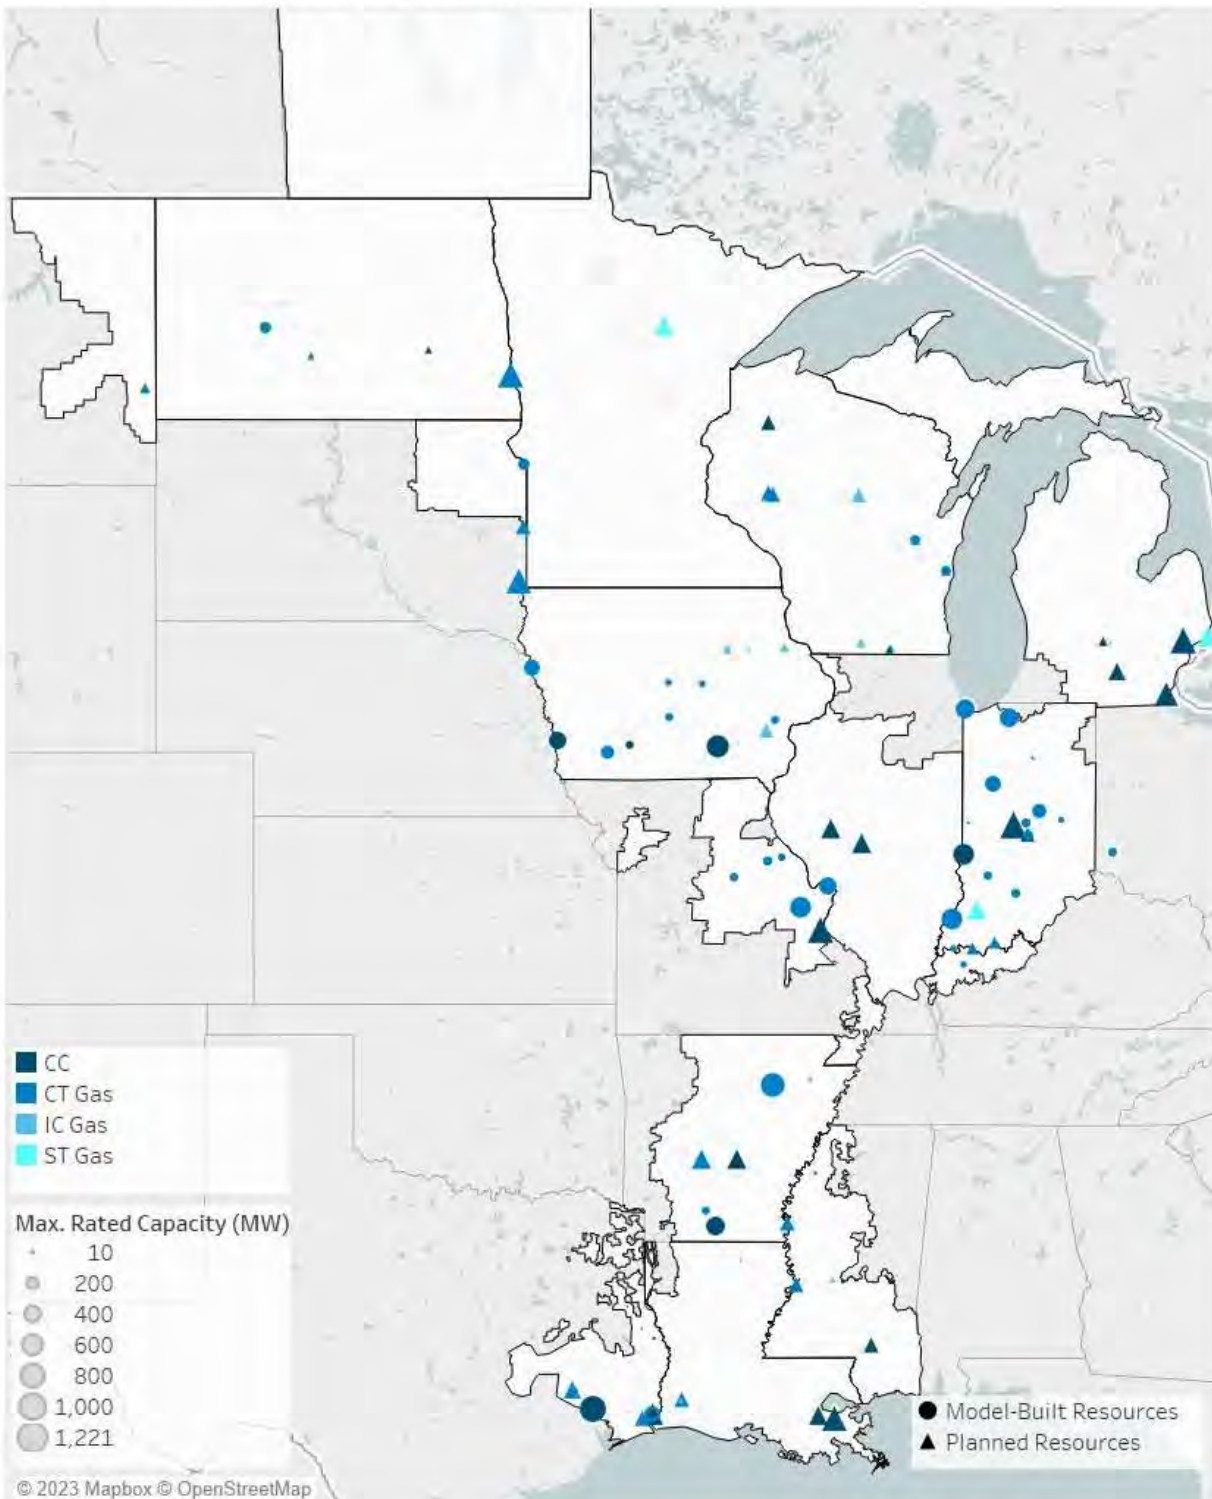 CC
CT Gas
IC Gas
ST Gas
Max. Rated Capacity (MW)
10
200
400
600
800
1,000
1,221
Model-Built Resources
Planned Resources
© 2023 Mapbox © OpenStreetMap